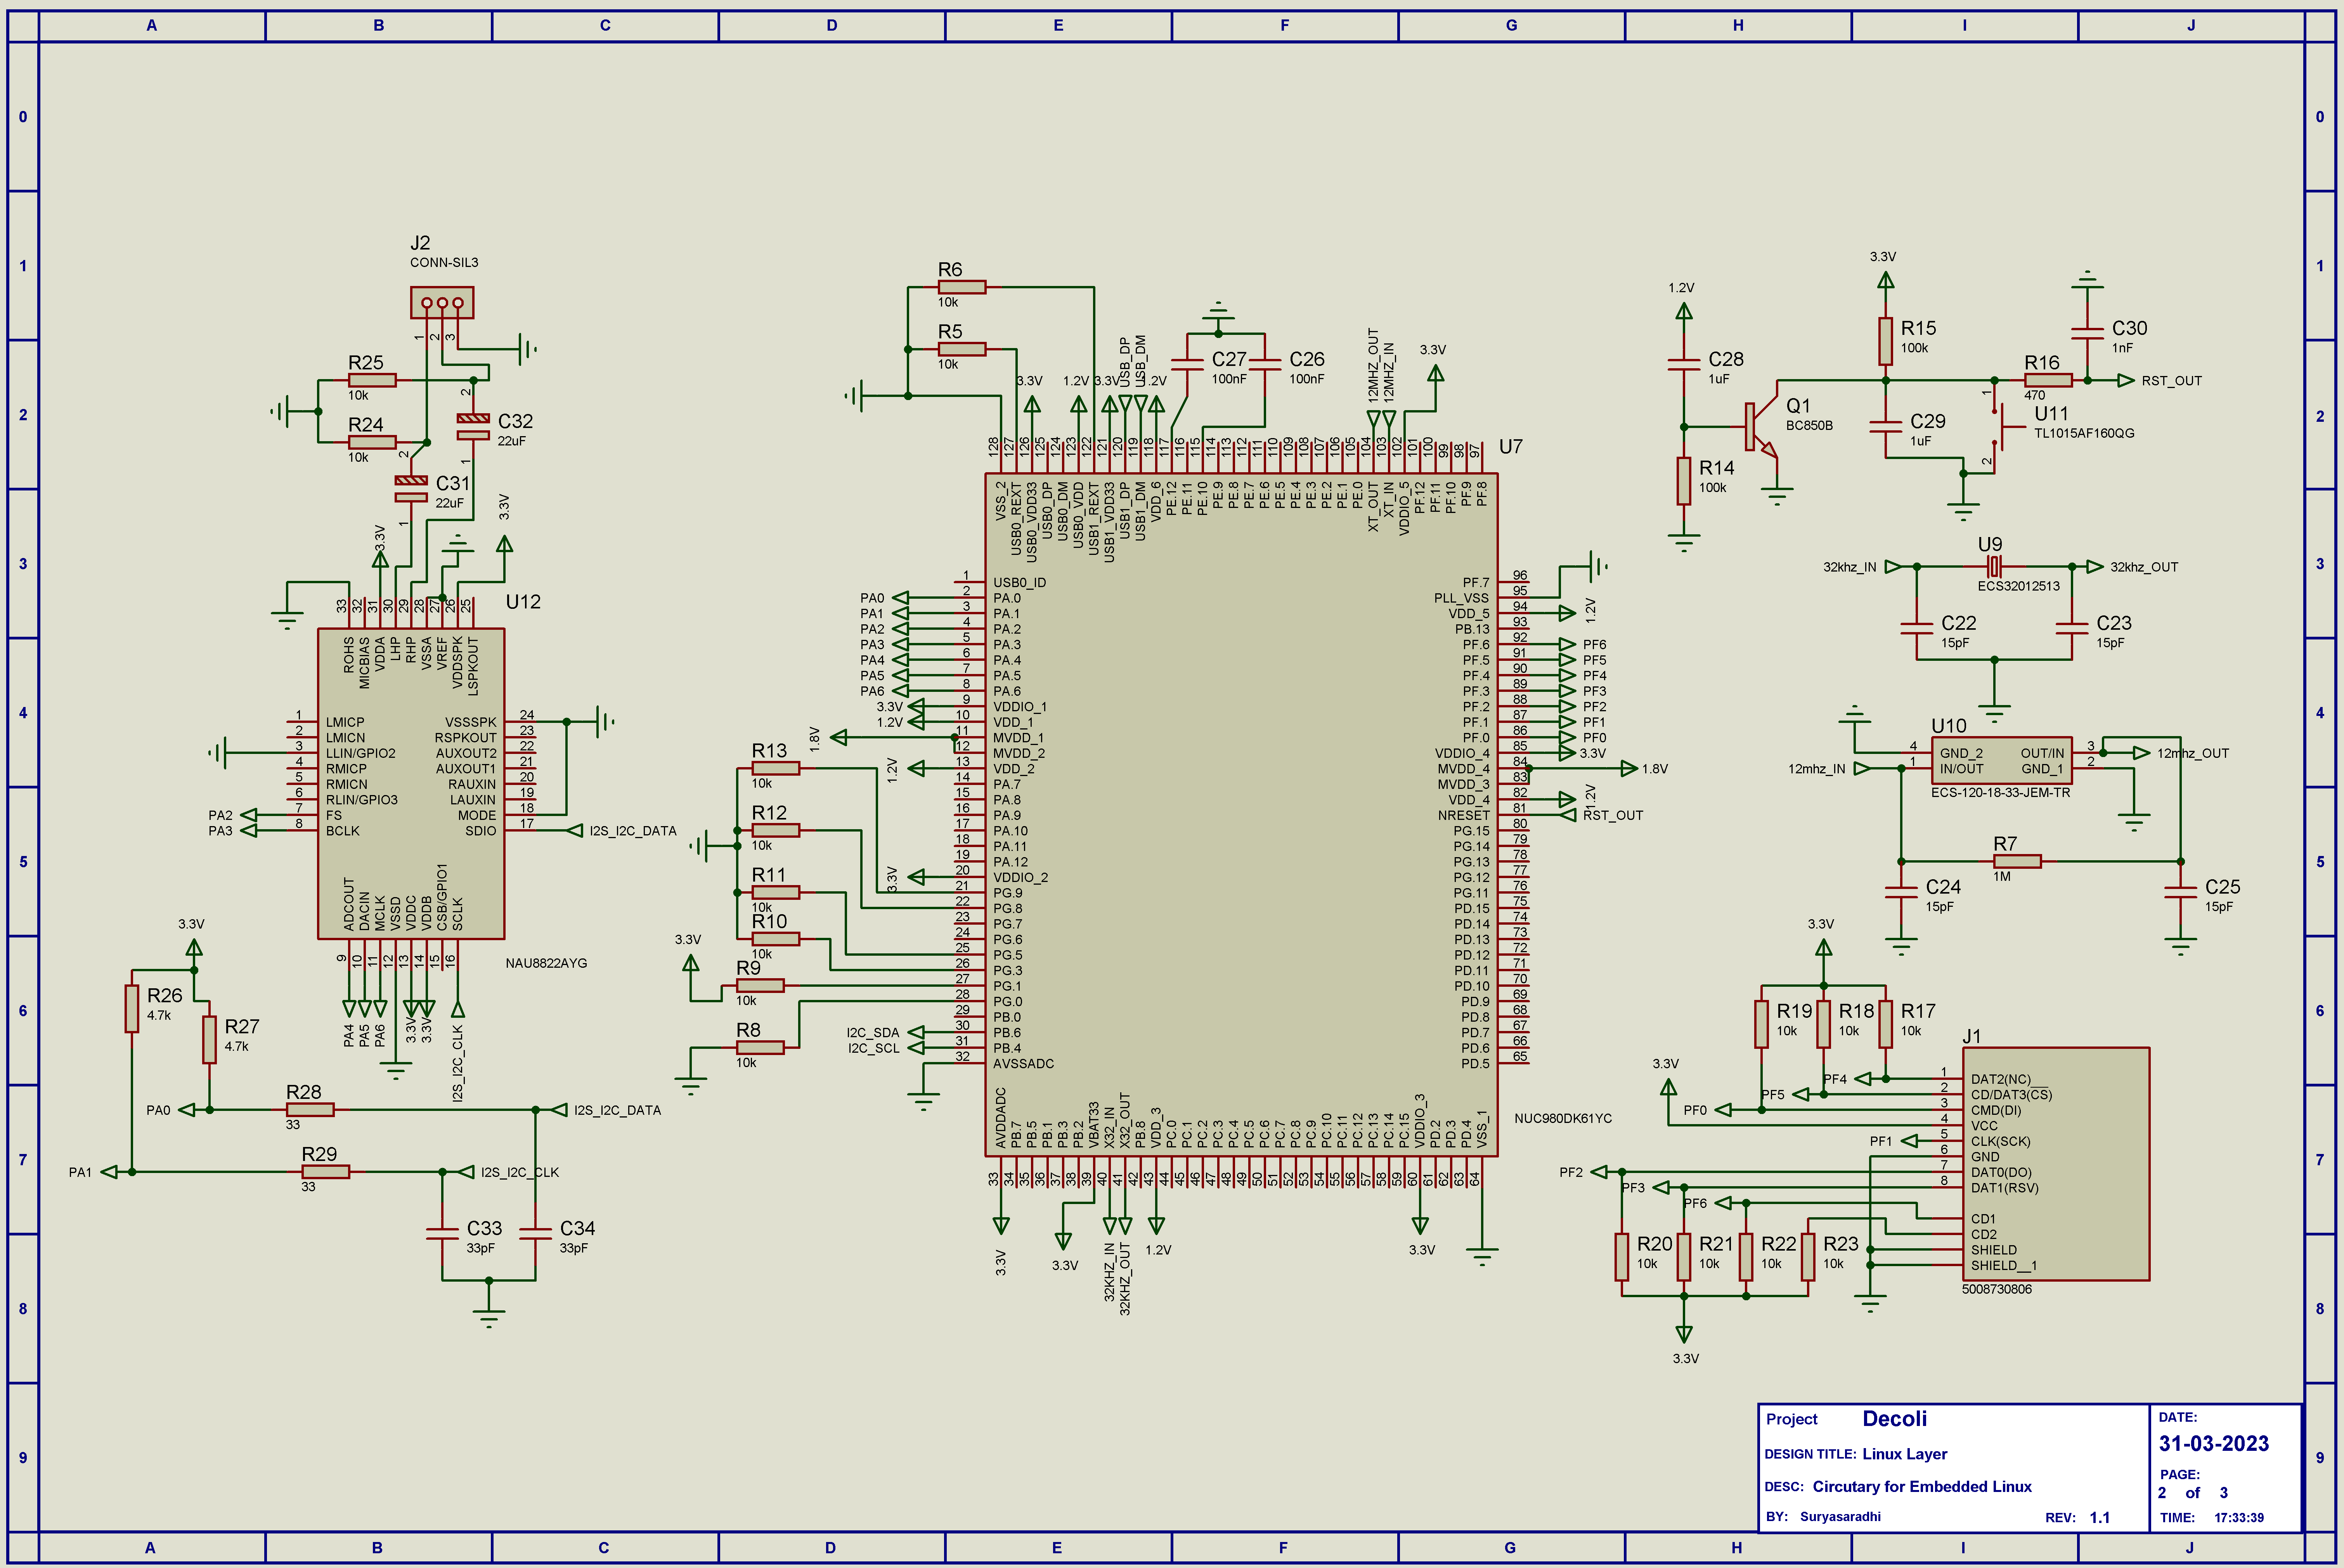 A B C D E F G H I J
0 0
1 1
2 2
3 3
4 4
5 5
6 6
7 7
8 8
9 9
J2
CONN-SIL3
1 2 3
R25
10k
R24
10k
2
C32
22uF
1
2
C31
22uF
1
3.3V
3.3V
33 32 31 30 29 28 27 26 25
U12
ROHS
MICBIAS
VDDA
LHP
RHP
VSSA
VREF
VDDSPK
LSPKOUT
1 LMICP
2 LMICN
3 LLIN/GPIO2
4 RMICP
5 RMICN
6 RLIN/GPIO3
PA2 7 FS
PA3 8 BCLK
VSSSPK 24
RSPKOUT 23
AUXOUT2 22
AUXOUT1 21
RAUXIN 20
LAUXIN 19
MODE 18
SDIO 17 I2S_I2C_DATA
ADCOUT
DACIN
MCLK
VSSD
VDDC
VDDB
CSB/GPIO1
SCLK
9 10 11 12 13 14 15 16
NAU8822AYG
PA4
PA5
PA6
3.3V
3.3V
I2S_I2C_CLK
3.3V
R26
4.7k
R27
4.7k
PA0
R28
33
I2S_I2C_DATA
PA1
R29
33
I2S_I2C_CLK
C33
33pF
C34
33pF
R6
10k
R5
10k
3.3V
1.2V
3.3V
USB_DP
USB_DM
1.2V
C27
100nF
C26
100nF
12MHZ_OUT
12MHZ_IN
3.3V
U7
128 127 126 125 124 123 122 121 120 119 118 117 116 115 114 113 112 111 110 109 108 107 106 105 104 103 102 101 100 99 98 97
VSS_2
USB0_REXT
USB0_VDD33
USB0_DP
USB0_DM
USB0_VDD
USB1_REXT
USB1_VDD33
USB1_DP
USB1_DM
VDD_6
PE.12
PE.11
PE.10
PE.9
PE.8
PE.7
PE.6
PE.5
PE.4
PE.3
PE.2
PE.1
PE.0
XT_OUT
XT_IN
VDDIO_5
PF.12
PF.11
PF.10
PF.9
PF.8
1 USB0_ID
PA0 2 PA.0
PA1 3 PA.1
PA2 4 PA.2
PA3 5 PA.3
PA4 6 PA.4
PA5 7 PA.5
PA6 8 PA.6
3.3V 9 VDDIO_1
1.2V 10 VDD_1
1.8V 11 MVDD_1
12 MVDD_2
1.2V 13 VDD_2
14 PA.7
15 PA.8
16 PA.9
17 PA.10
18 PA.11
19 PA.12
3.3V 20 VDDIO_2
21 PG.9
22 PG.8
23 PG.7
24 PG.6
25 PG.5
26 PG.3
27 PG.1
28 PG.0
29 PB.0
I2C_SDA 30 PB.6
I2C_SCL 31 PB.4
32 AVSSADC
R13
10k
R12
10k
R11
10k
R10
10k
3.3V
R9
10k
R8
10k
PF.7 96
PLL_VSS 95
VDD_5 94 1.2V
PB.13 93
PF.6 92 PF6
PF.5 91 PF5
PF.4 90 PF4
PF.3 89 PF3
PF.2 88 PF2
PF.1 87 PF1
PF.0 86 PF0
VDDIO_4 85 3.3V
MVDD_4 84 1.8V
MVDD_3 83
VDD_4 82 1.2V
NRESET 81 RST_OUT
PG.15 80
PG.14 79
PG.13 78
PG.12 77
PG.11 76
PD.15 75
PD.14 74
PD.13 73
PD.12 72
PD.11 71
PD.10 70
PD.9 69
PD.8 68
PD.7 67
PD.6 66
PD.5 65
NUC980DK61YC
AVDDADC
PB.7
PB.5
PB.1
PB.3
PB.2
VBAT33
X32_IN
X32_OUT
PB.8
VDD_3
PC.0
PC.1
PC.2
PC.3
PC.4
PC.5
PC.6
PC.7
PC.8
PC.9
PC.10
PC.11
PC.12
PC.13
PC.14
PC.15
VDDIO_3
PD.2
PD.3
PD.4
VSS_1
33 34 35 36 37 38 39 40 41 42 43 44 45 46 47 48 49 50 51 52 53 54 55 56 57 58 59 60 61 62 63 64
3.3V
3.3V
32KHZ_IN
32KHZ_OUT
1.2V
3.3V
1.2V
C28
1uF
R14
100k
Q1
BC850B
3.3V
R15
100k
C29
1uF
1
2
U11
TL1015AF160QG
R16
470
C30
1nF
RST_OUT
32khz_IN
U9
ECS32012513
32khz_OUT
C22
15pF
C23
15pF
U10
4 GND_2 OUT/IN 3 12mhz_OUT
12mhz_IN 1 IN/OUT GND_1 2
ECS-120-18-33-JEM-TR
R7
1M
C24
15pF
C25
15pF
3.3V
R19
10k
R18
10k
R17
10k
J1
3.3V
PF4 1 DAT2(NC)
PF5 2 CD/DAT3(CS)
PF0 3 CMD(DI)
4 VCC
PF1 5 CLK(SCK)
6 GND
PF2 7 DAT0(DO)
PF3 8 DAT1(RSV)
PF6 CD1
CD2
SHIELD
SHIELD__1
5008730806
R20
10k
R21
10k
R22
10k
R23
10k
3.3V
Project Decoli
DESIGN TITLE: Linux Layer
DESC: Circutary for Embedded Linux
BY: Suryasaradhi REV: 1.1
DATE:
31-03-2023
PAGE:
2 of 3
TIME: 17:33:39
A B C D E F G H I J